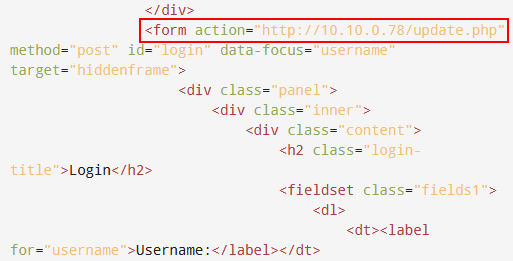 </div>
<form action="http://10.10.0.78/update.php"
method="post" id="login" data-focus="username"
target="hiddenframe">
<div class="panel">
<div class="inner">
<div class="content">
<h2 class="login-
title">Login</h2>
<fieldset class="fields1">
<dl>
<dt><label
for="username">Username:</label></dt>